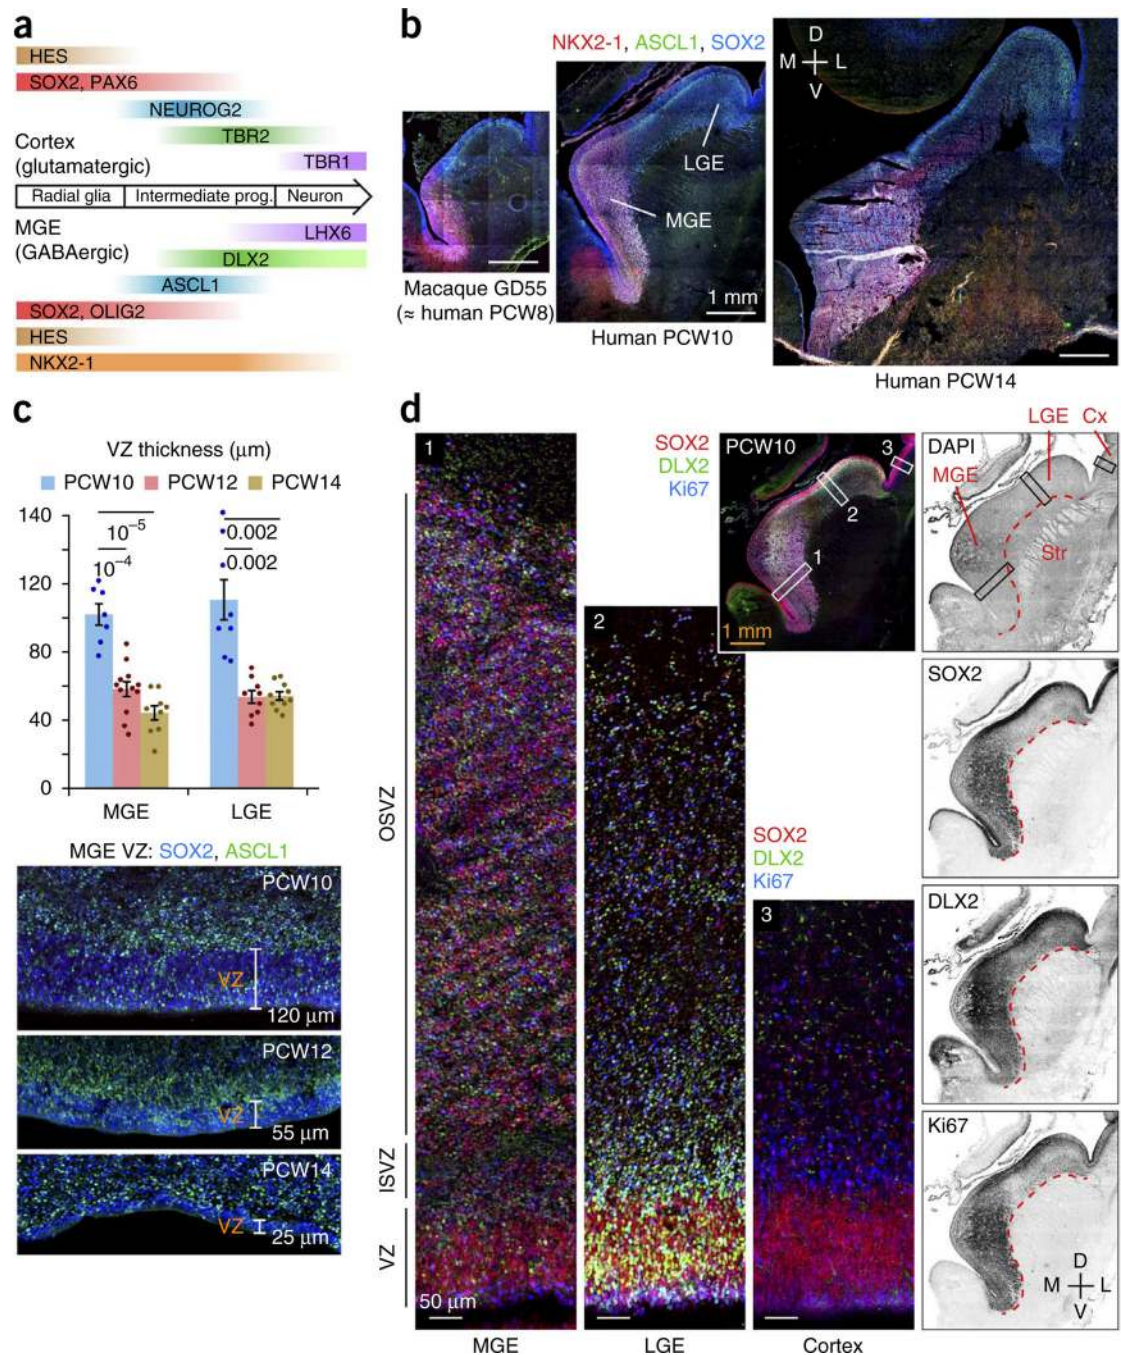 a
HES
SOX2, PAX6
NEUROG2
TBR2
Cortex
(glutamatergic)
TBR1
Radial glia
Intermediate prog.
Neuron
MGE
(GABAergic)
LHX6
DLX2
ASCL1
SOX2, OLIG2
HES
NKX2-1
b
NKX2-1, ASCL1, SOX2
Macaque GD55
(≈ human PCW8)
LGE
MGE
1 mm
Human PCW10
D
M L
V
Human PCW14
c
VZ thickness (μm)
PCW10 PCW12 PCW14
140
120
80
60
40
0
10⁻⁵
10⁻⁴
0.002
0.002
MGE
LGE
MGE VZ: SOX2, ASCL1
PCW10
VZ
120 μm
PCW12
VZ
55 μm
PCW14
VZ
25 μm
d
1
OSVZ
ISVZ
VZ
50 μm
MGE
2
LGE
SOX2
DLX2
Ki67
PCW10
3
2
1
1 mm
SOX2
DLX2
Ki67
3
Cortex
LGE Cx
DAPI
MGE
Str
SOX2
DLX2
Ki67
D
M L
V